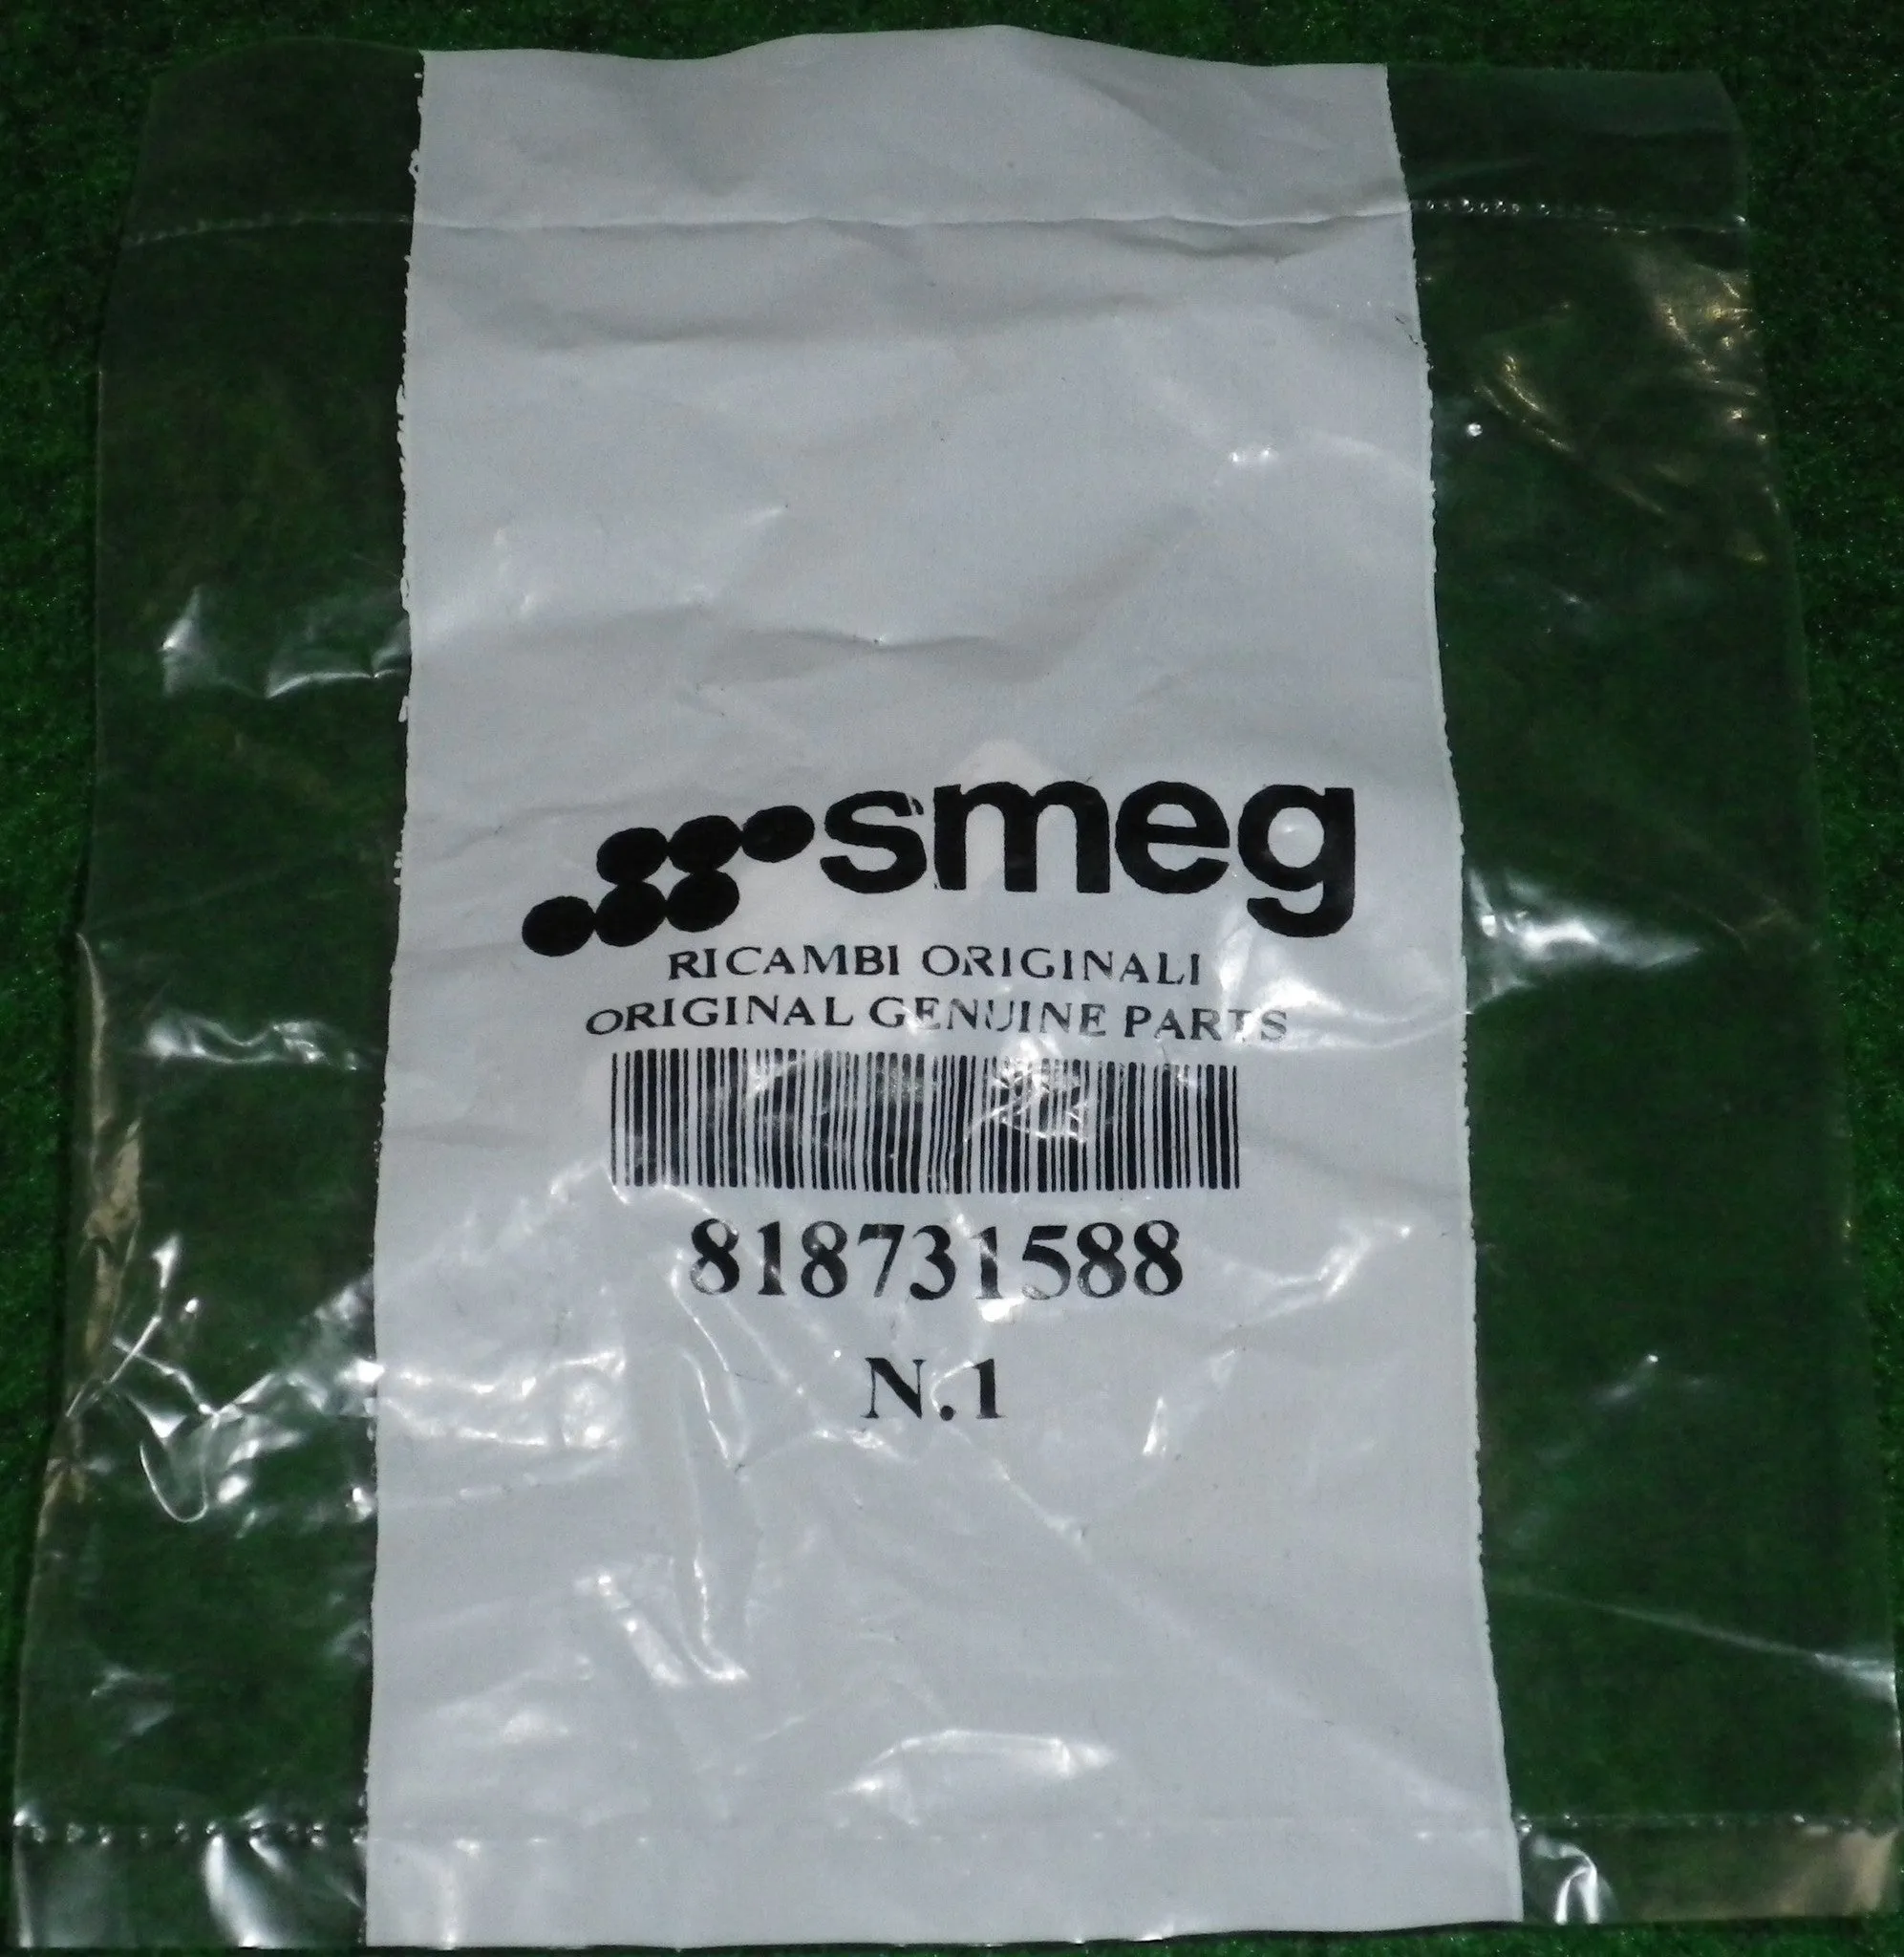 smeg
RICAMBI ORIGINALI
ORIGINAL GENUINE PARTS
818731588
N.1